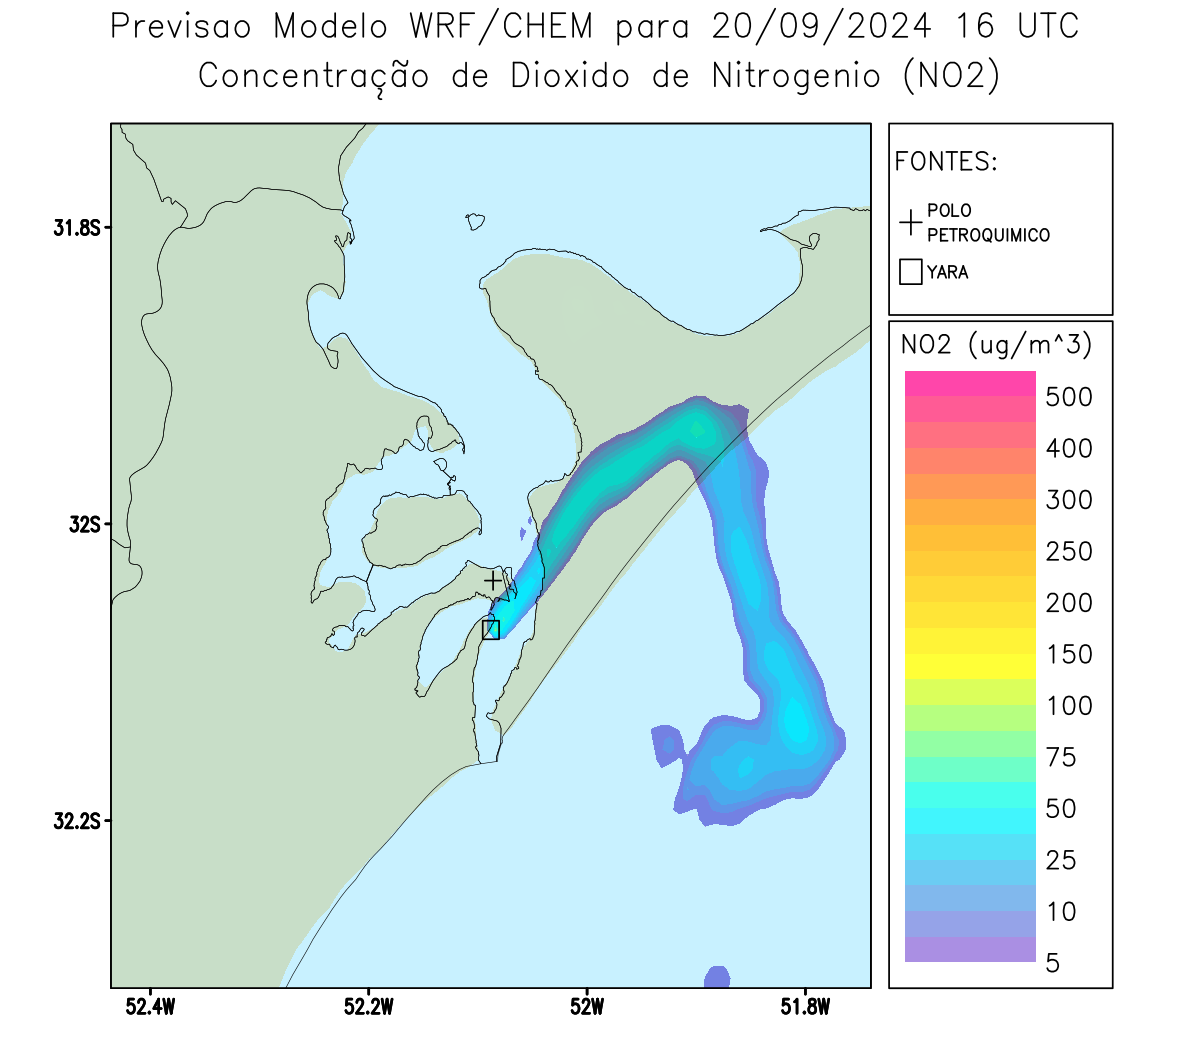 Previsao Modelo WRF/CHEM para 20/09/2024 16 UTC
Concentração de Dioxido de Nitrogenio (NO2)
FONTES:
POLO
PETROQUIMICO
YARA
NO2 (ug/m^3)
500
400
300
250
200
150
100
75
50
25
10
5
31.8S
32S
32.2S
52.4W
52.2W
52W
51.8W